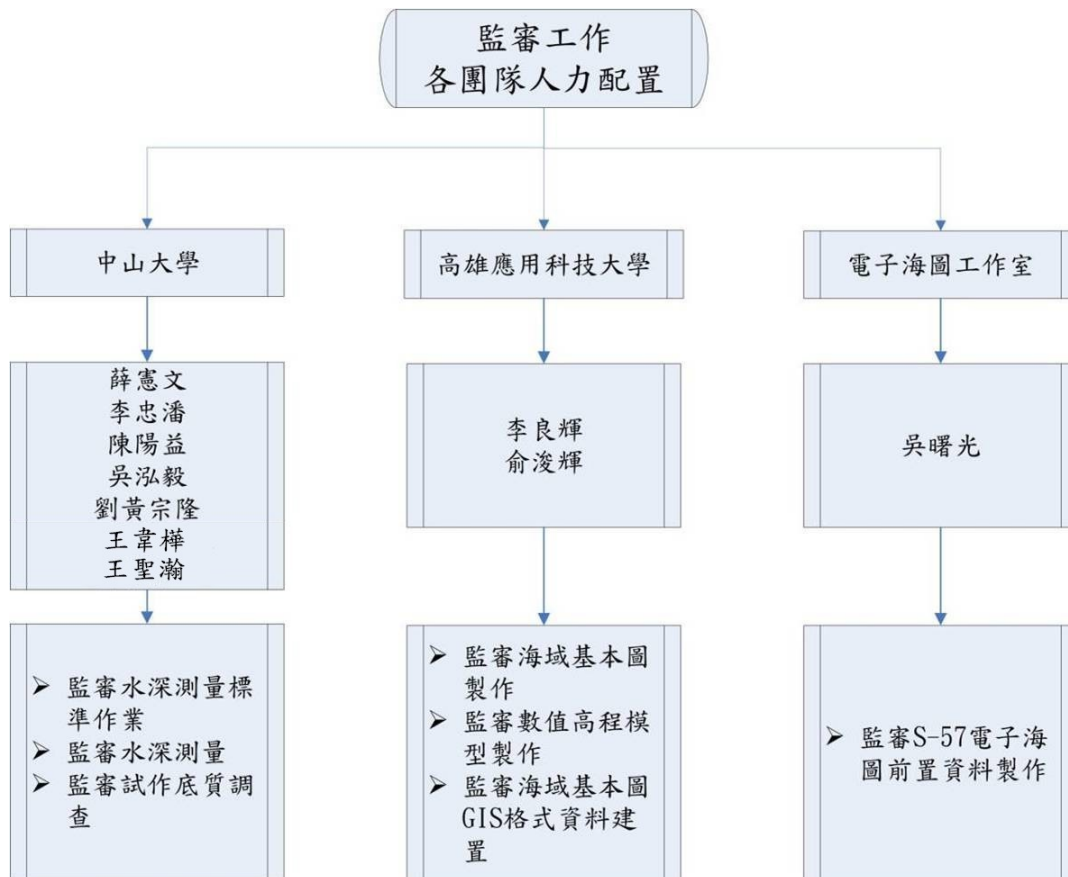 監審工作
各團隊人力配置
中山大學
高雄應用科技大學
電子海圖工作室
薛憲文
李忠潘
陳陽益
吳泓毅
劉黃宗隆
王韋樺
王聖瀚
李良輝
俞浚輝
吳曙光
➢ 監審水深測量標
準作業
➢ 監審水深測量
➢ 監審試作底質調
查
➢ 監審海域基本圖
製作
➢ 監審數值高程模
型製作
➢ 監審海域基本圖
GIS格式資料建
置
➢ 監審S-57電子海
圖前置資料製作